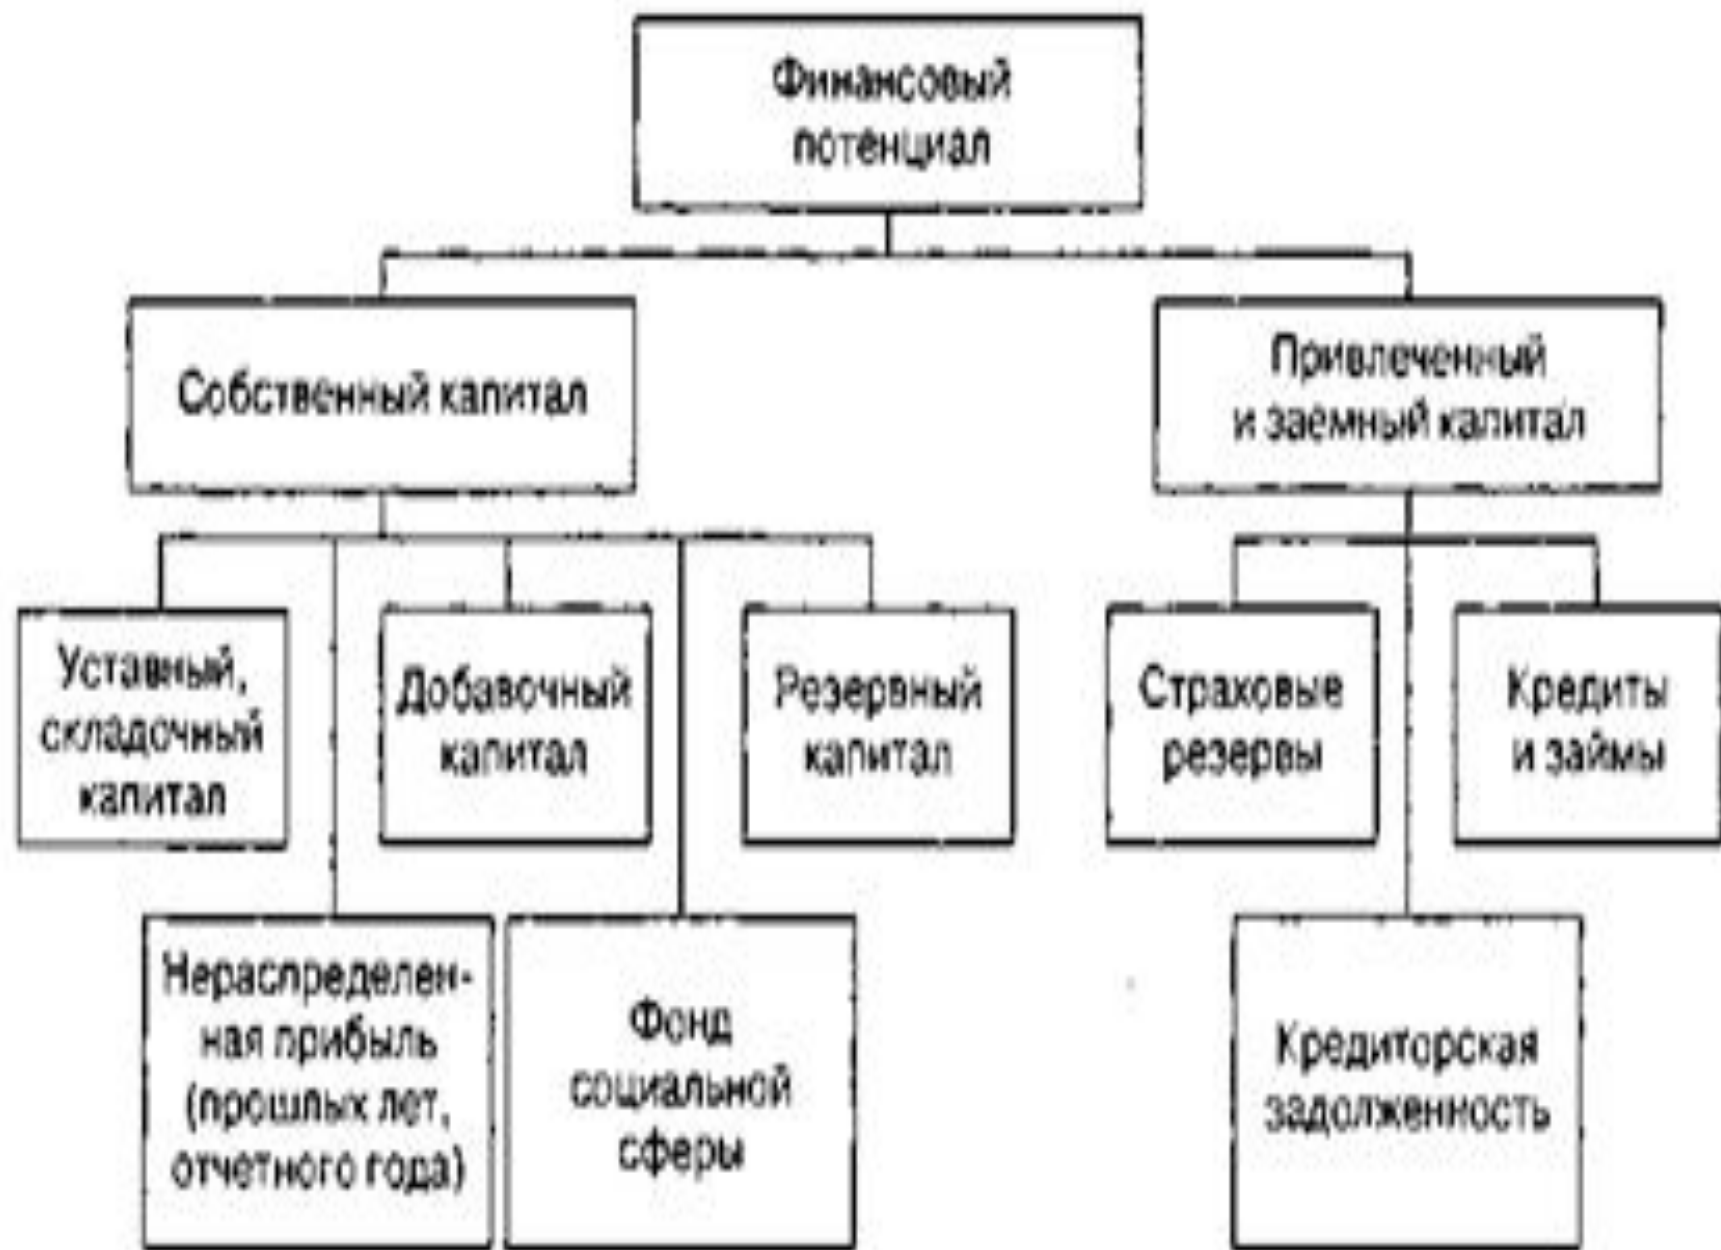 Финансовый
потенциал
Собственный капитал
Привлеченный
и заемный капитал
Уставный,
складочный
капитал
Добавочный
капитал
Резервный
капитал
Страховые
резервы
Кредиты
и займы
Нераспределен-
ная прибыль
(прошлых лет,
отчетного года)
Фонд
социальной
сферы
Кредиторская
задолженность